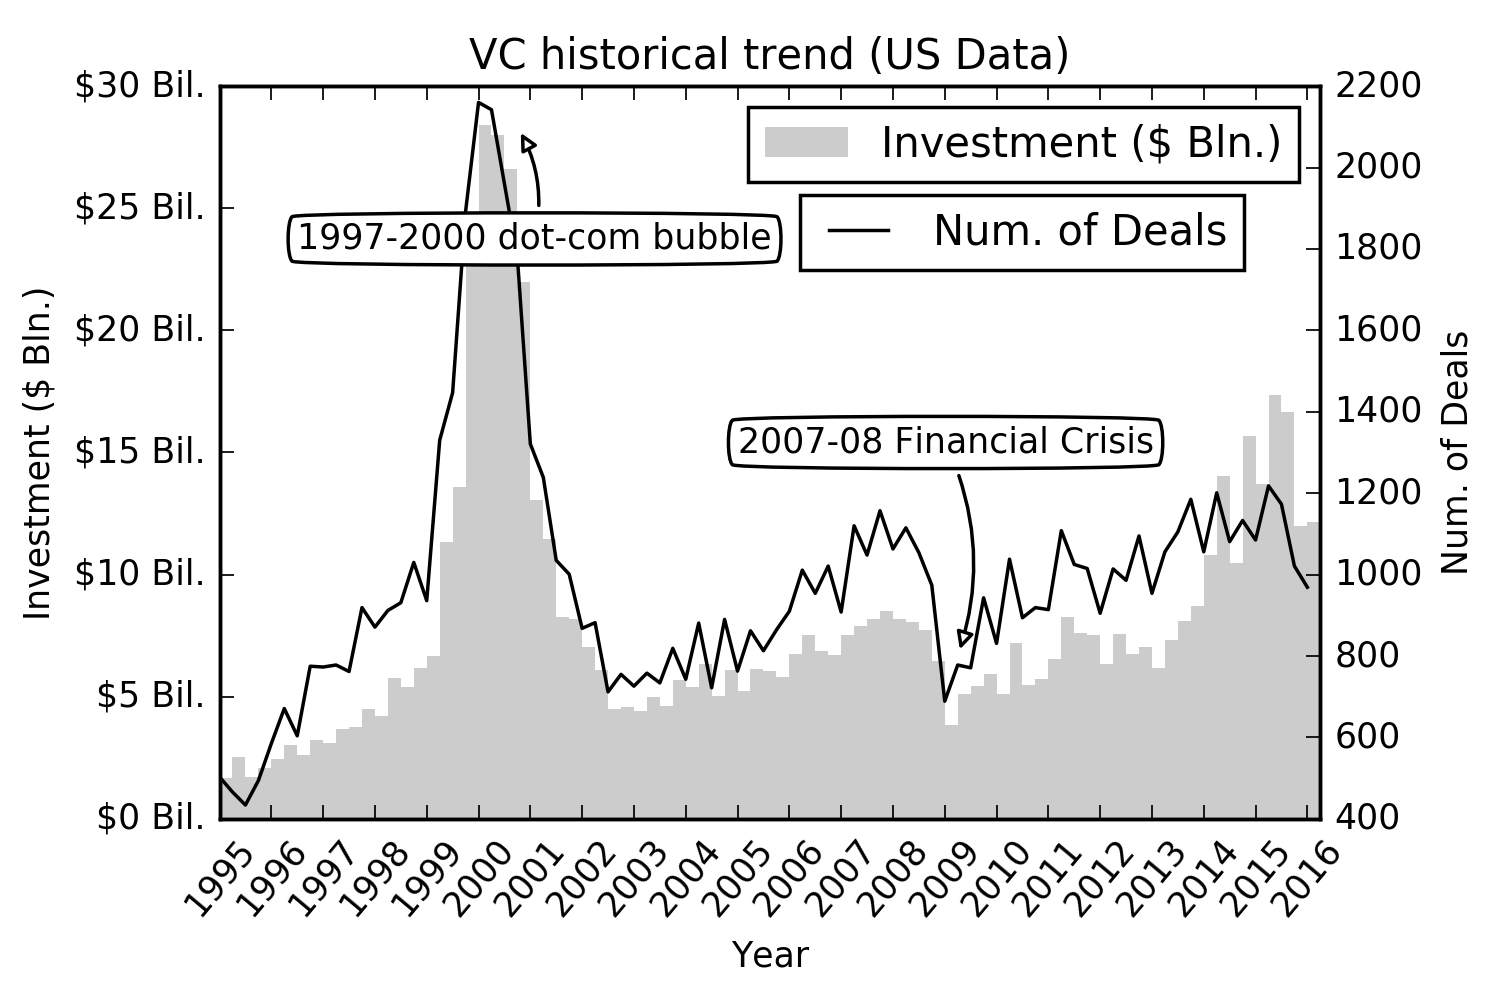 VC historical trend (US Data)
$30 Bil.
$25 Bil.
$20 Bil.
$15 Bil.
$10 Bil.
$5 Bil.
$0 Bil.
Investment ($ Bln.)
2200
2000
1800
1600
1400
1200
1000
800
600
400
Num. of Deals
Investment ($ Bln.)
Num. of Deals
1997-2000 dot-com bubble
2007-08 Financial Crisis
1995
1996
1997
1998
1999
2000
2001
2002
2003
2004
2005
2006
2007
2008
2009
2010
2011
2012
2013
2014
2015
2016
Year